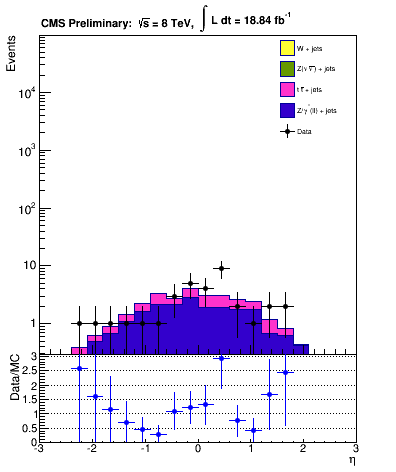 CMS Preliminary: √s = 8 TeV, ∫ L dt = 18.84 fb⁻¹
Events
W + jets
Z(ν ν̄) + jets
t t̄ + jets
Z/γ*(ll) + jets
Data
10⁴
10³
10²
10
1
Data/MC
3
2.5
2
1.5
1
0.5
0
-3 -2 -1 0 1 2 3
η